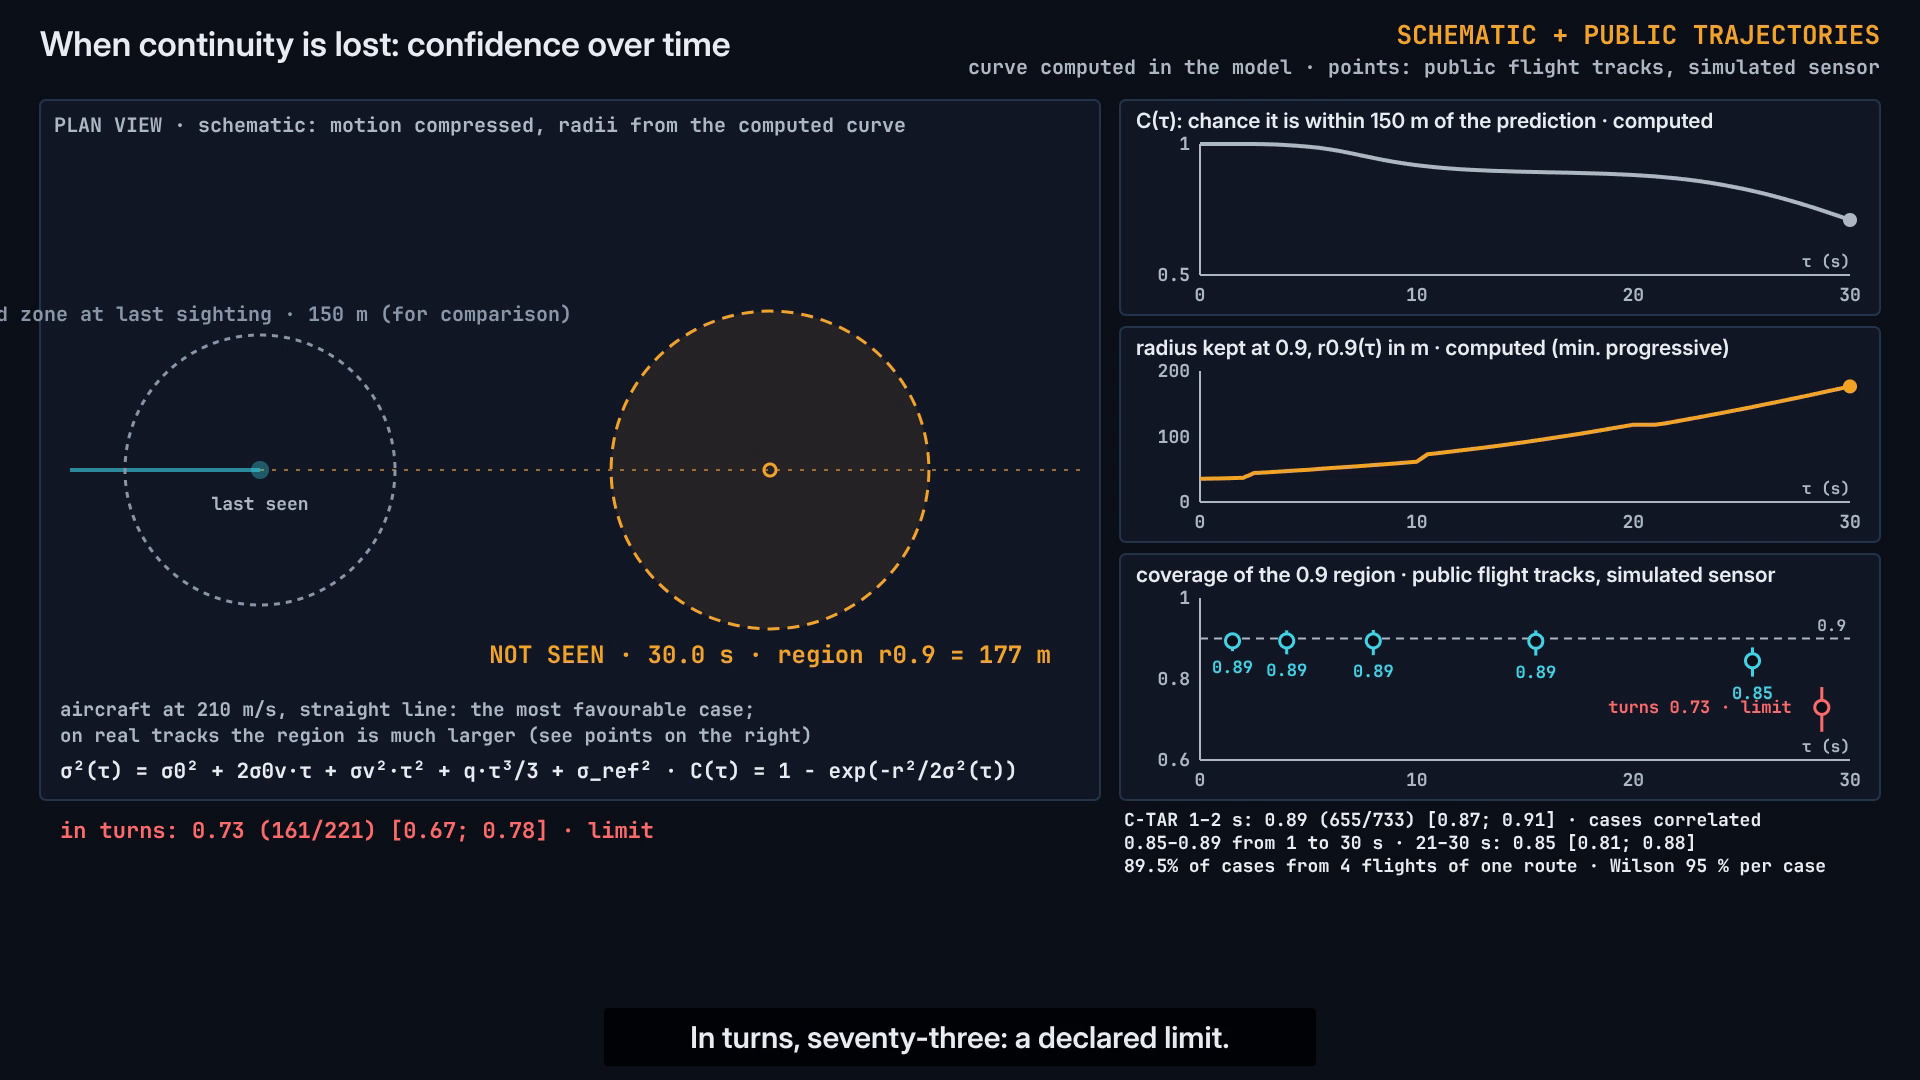 When continuity is lost: confidence over time
SCHEMATIC + PUBLIC TRAJECTORIES
curve computed in the model · points: public flight tracks, simulated sensor
PLAN VIEW · schematic: motion compressed, radii from the computed curve
d zone at last sighting · 150 m (for comparison)
last seen
NOT SEEN · 30.0 s · region r0.9 = 177 m
aircraft at 210 m/s, straight line: the most favourable case;
on real tracks the region is much larger (see points on the right)
σ²(τ) = σ0² + 2σ0v·τ + σv²·τ² + q·τ³/3 + σ_ref² · C(τ) = 1 - exp(-r²/2σ²(τ))
in turns: 0.73 (161/221) [0.67; 0.78] · limit
C(τ): chance it is within 150 m of the prediction · computed
1
0.5
τ (s)
0 10 20 30
radius kept at 0.9, r0.9(τ) in m · computed (min. progressive)
200
100
0
τ (s)
0 10 20 30
coverage of the 0.9 region · public flight tracks, simulated sensor
1
0.9
0.89 0.89 0.89 0.89
0.8
0.85
turns 0.73 · limit
τ (s)
0.6
0 10 20 30
C-TAR 1–2 s: 0.89 (655/733) [0.87; 0.91] · cases correlated
0.85–0.89 from 1 to 30 s · 21–30 s: 0.85 [0.81; 0.88]
89.5% of cases from 4 flights of one route · Wilson 95 % per case
In turns, seventy-three: a declared limit.